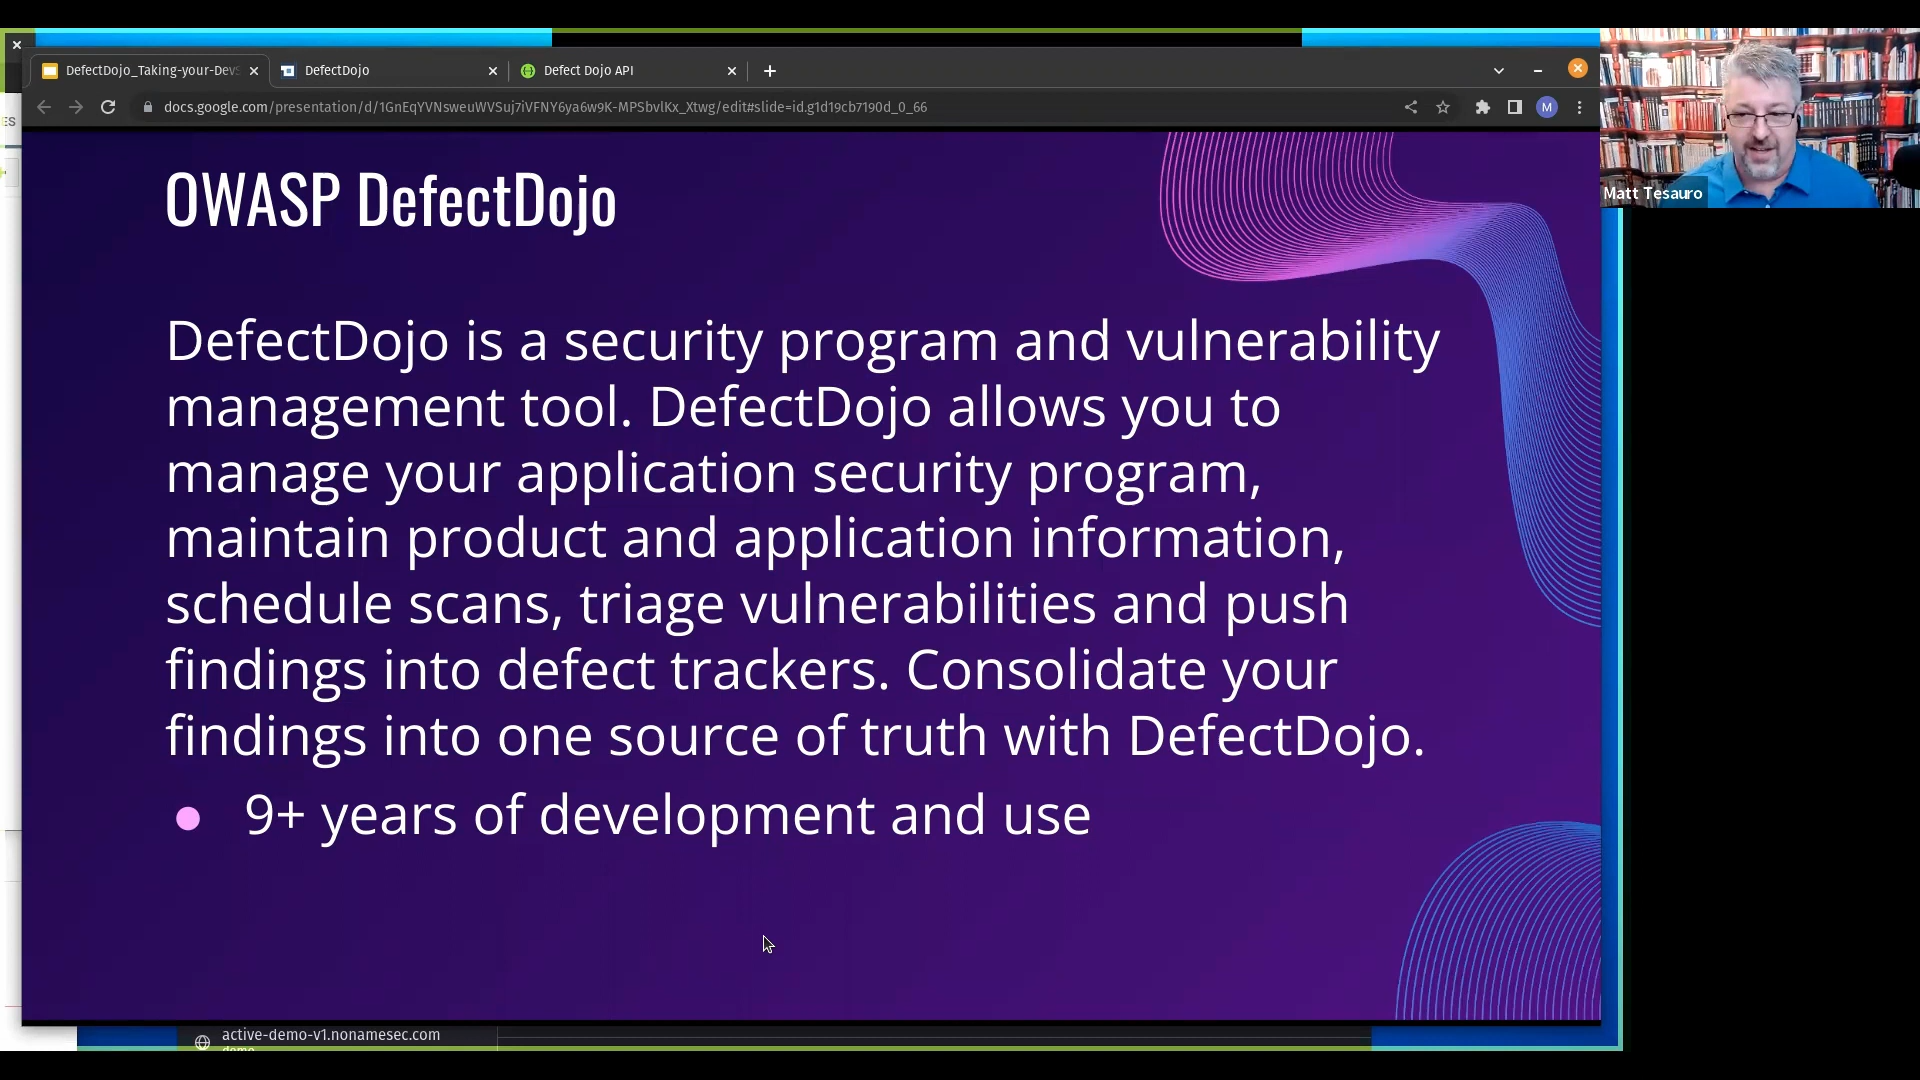 DefectDojo_Taking-your-Dev
DefectDojo
Defect Dojo API
docs.google.com/presentation/d/1GnEqYVNsweuWVSuj7iVFNY6ya6w9K-MPSbvlKx_Xtwg/edit#slide=id.g1d19cb7190d_0_66
M
ES
Matt Tesauro
OWASP DefectDojo
DefectDojo is a security program and vulnerability
management tool. DefectDojo allows you to
manage your application security program,
maintain product and application information,
schedule scans, triage vulnerabilities and push
findings into defect trackers. Consolidate your
findings into one source of truth with DefectDojo.
9+ years of development and use
active-demo-v1.nonamesec.com